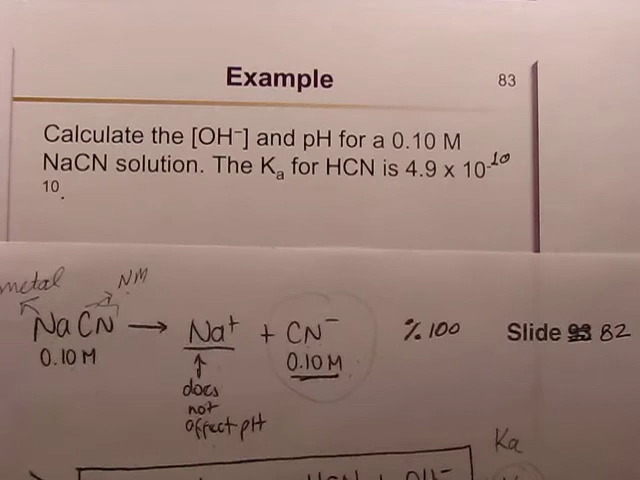 Example
83
Calculate the [OH⁻] and pH for a 0.10 M
NaCN solution. The Kₐ for HCN is 4.9 x 10⁻¹⁰
10.
metal
NM
NaCN → Na⁺ + CN⁻ % 100 Slide 82
0.10 M 0.10 M
does
not
affect pH
Ka
HCN + OH⁻